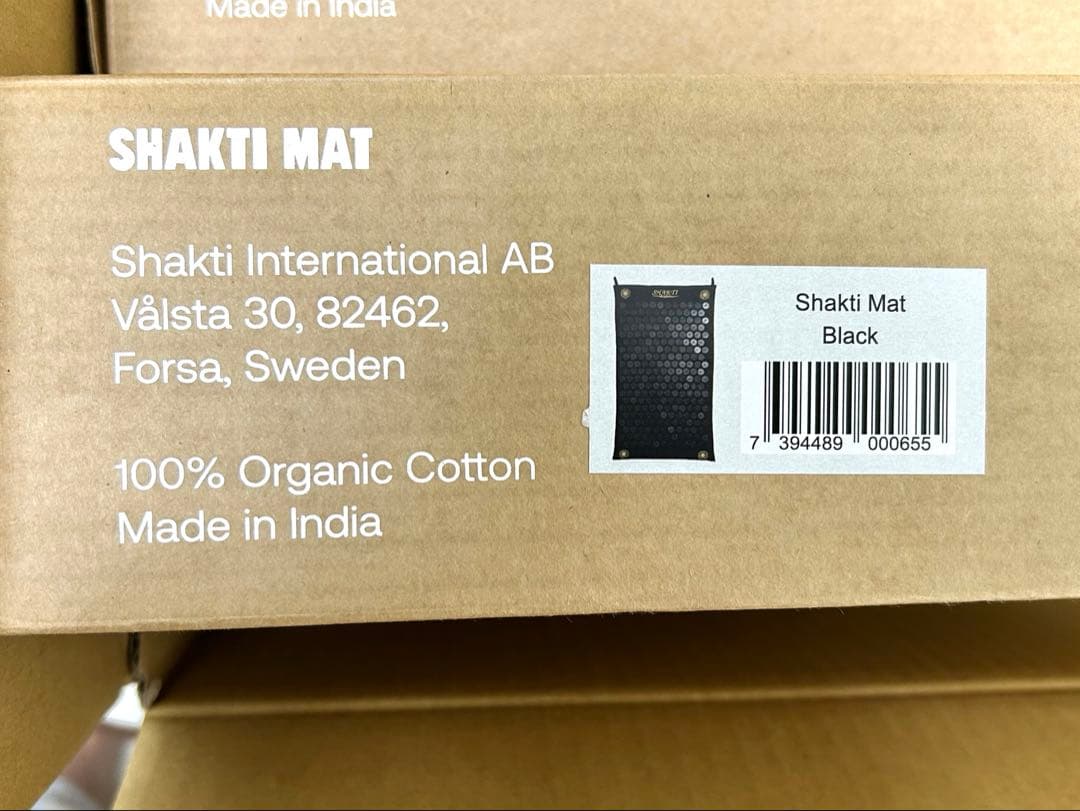 Made in India
SHAKTI MAT
Shakti International AB
Vålsta 30, 82462,
Forsa, Sweden
100% Organic Cotton
Made in India
SHAKTI
Shakti Mat
Black
7 394489 000655